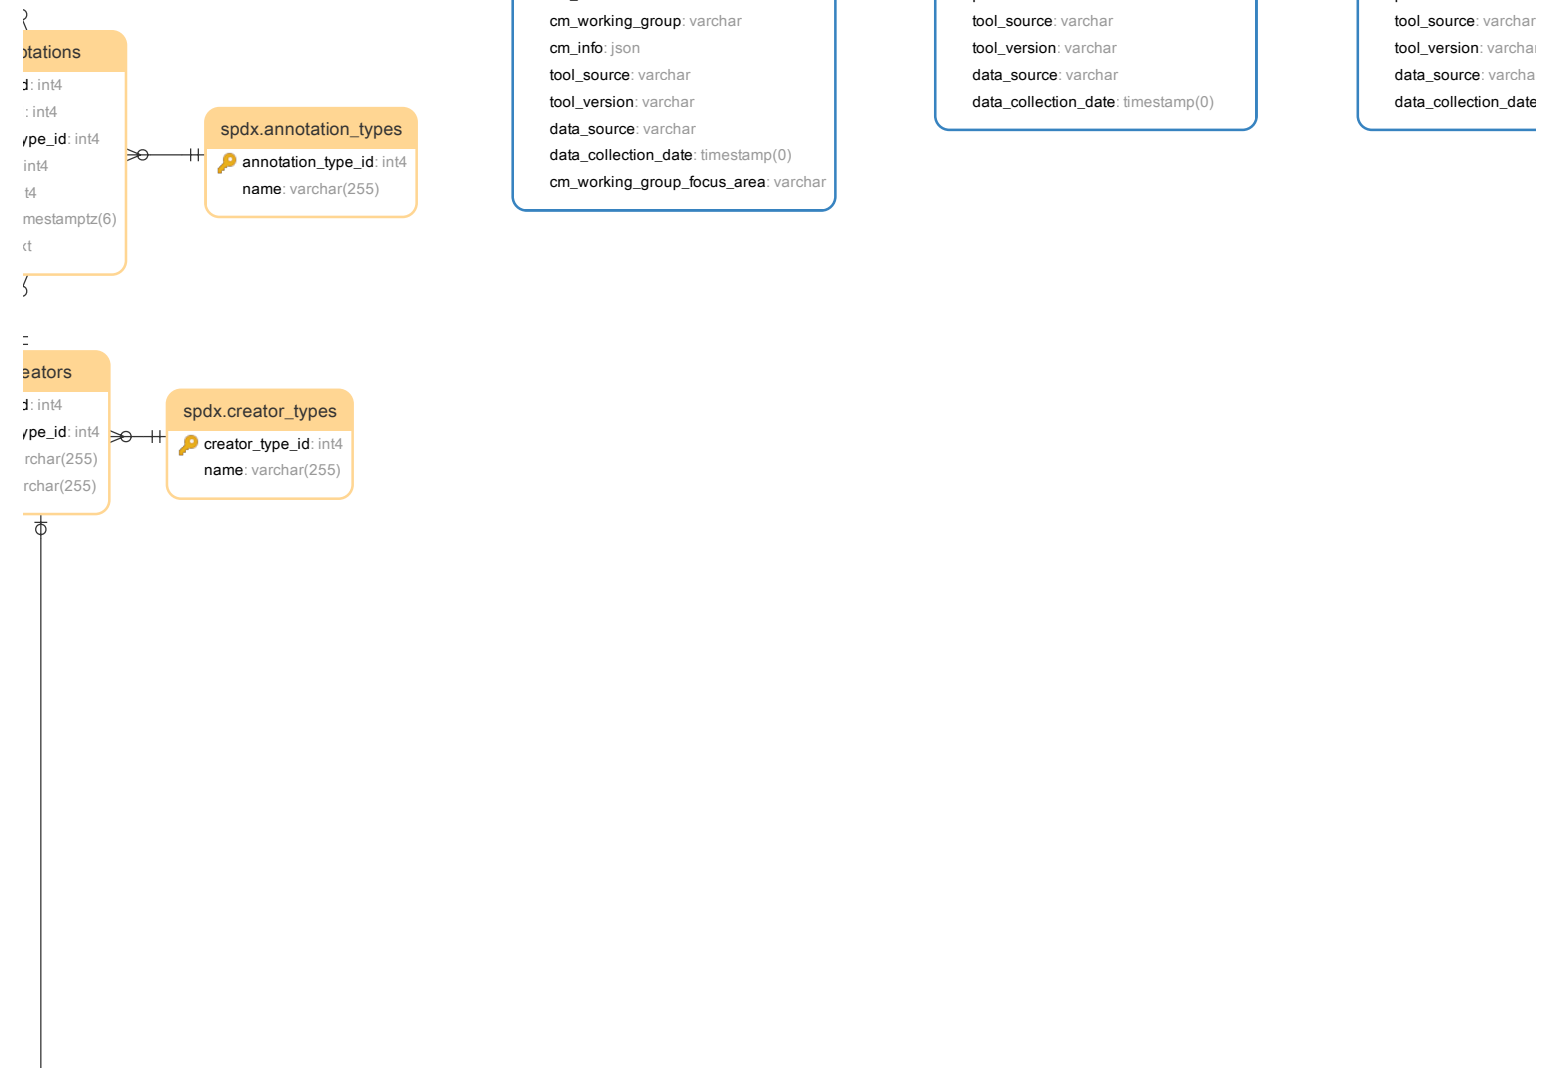 otations
d: int4
: int4
ype_id: int4
int4
t4
mestamptz(6)
xt
spdx.annotation_types
annotation_type_id: int4
name: varchar(255)
cm_working_group: varchar
cm_info: json
tool_source: varchar
tool_version: varchar
data_source: varchar
data_collection_date: timestamp(0)
cm_working_group_focus_area: varchar
tool_source: varchar
tool_version: varchar
data_source: varchar
data_collection_date: timestamp(0)
tool_source: varchar
tool_version: varchar
data_source: varcha
data_collection_date
eators
d: int4
ype_id: int4
rchar(255)
rchar(255)
spdx.creator_types
creator_type_id: int4
name: varchar(255)